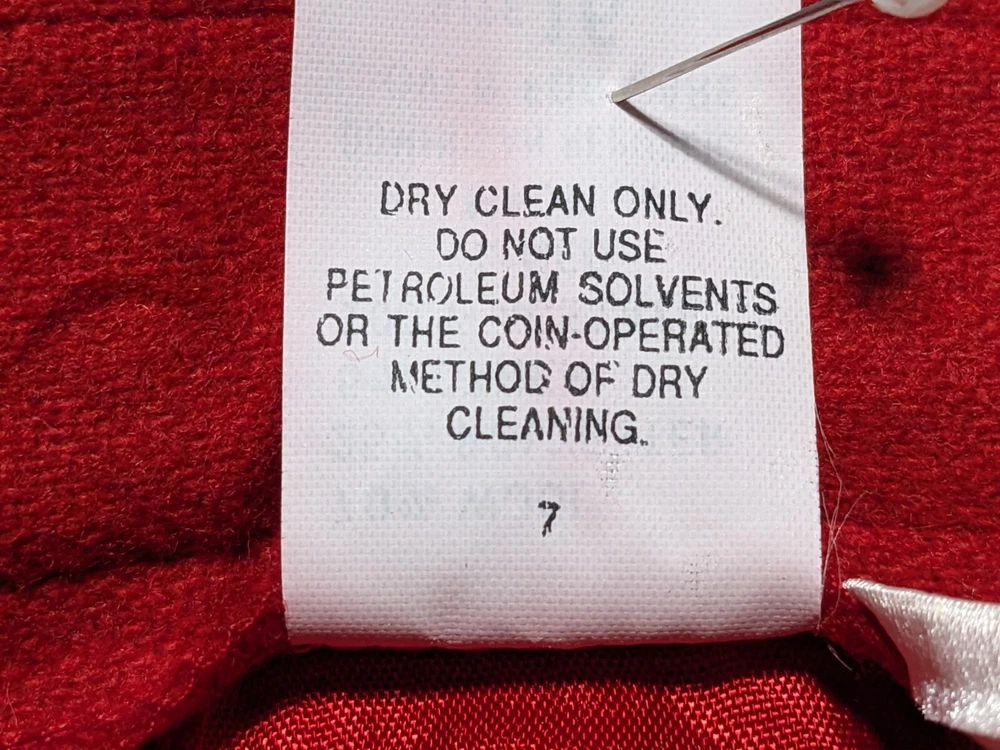 DRY CLEAN ONLY.
DO NOT USE
PETROLEUM SOLVENTS
OR THE COIN-OPERATED
METHOD OF DRY
CLEANING.
7